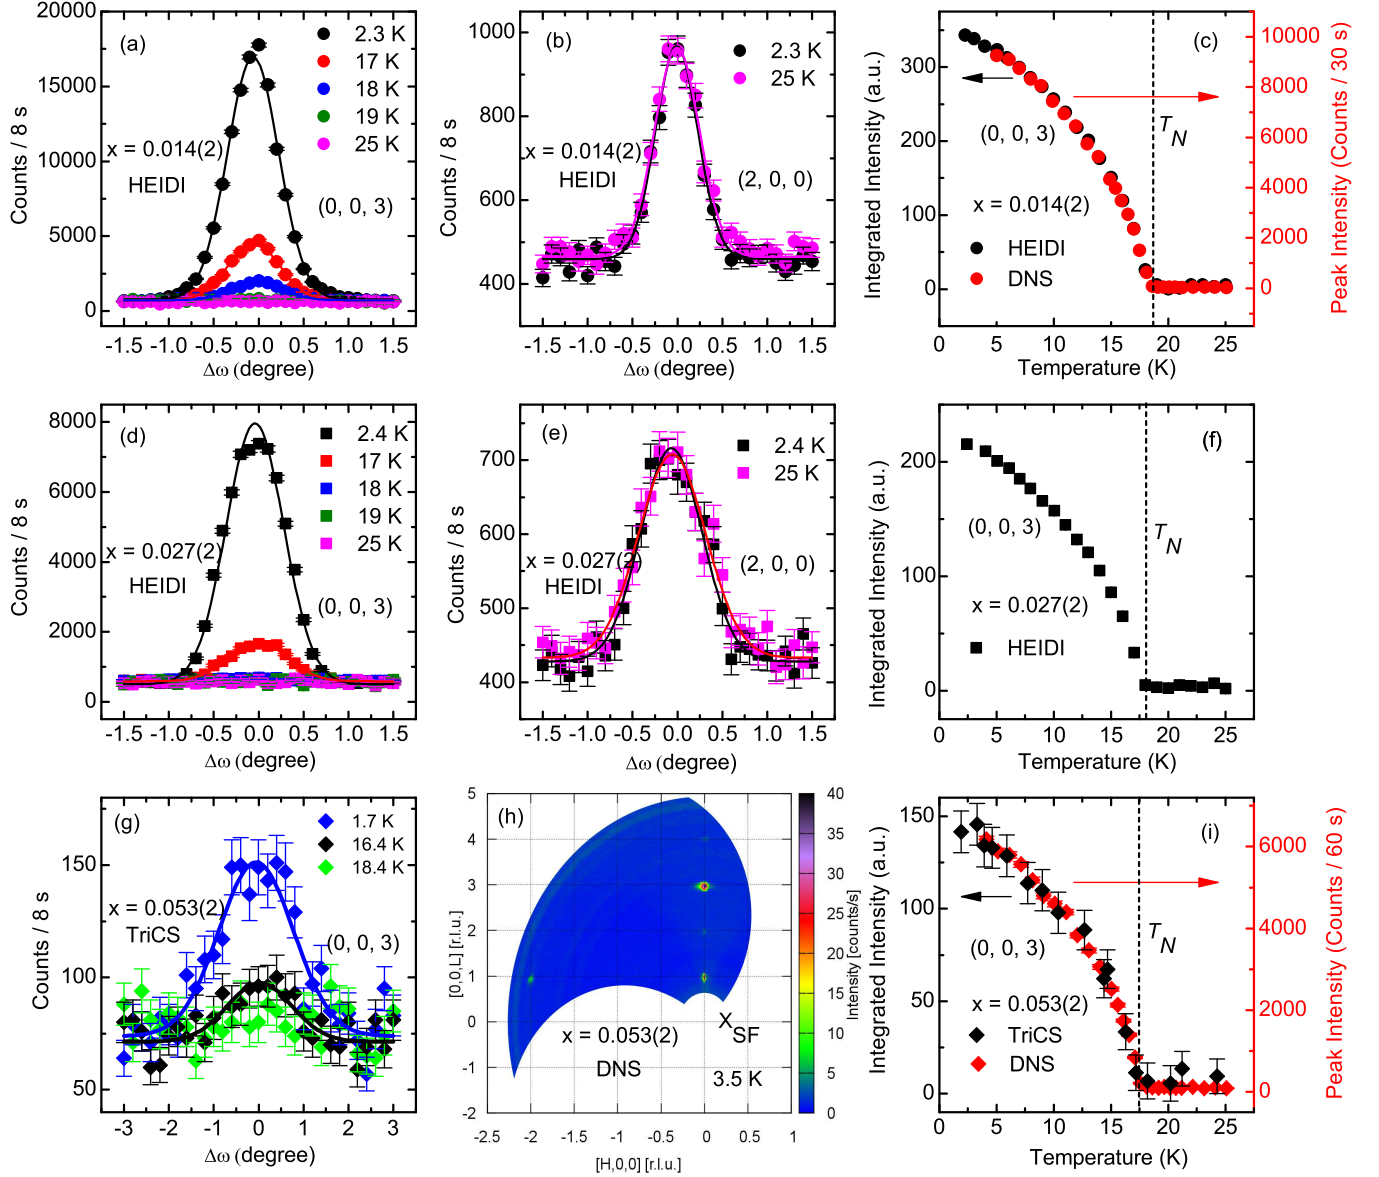 (a)
2.3 K
17 K
18 K
19 K
25 K
x = 0.014(2)
HEIDI
(0, 0, 3)
Counts / 8 s
20000
15000
10000
5000
0
-1.5 -1.0 -0.5 0.0 0.5 1.0 1.5
Δω (degree)
(b)
2.3 K
25 K
x = 0.014(2)
HEIDI
(2, 0, 0)
Counts / 8 s
1000
800
600
400
-1.5 -1.0 -0.5 0.0 0.5 1.0 1.5
Δω (degree)
(c)
(0, 0, 3)
T_N
x = 0.014(2)
HEIDI
DNS
Integrated Intensity (a.u.)
300
200
100
0
Peak Intensity (Counts / 30 s)
10000
8000
6000
4000
2000
0
0 5 10 15 20 25
Temperature (K)
(d)
2.4 K
17 K
18 K
19 K
25 K
x = 0.027(2)
HEIDI
(0, 0, 3)
Counts / 8 s
8000
6000
4000
2000
0
-1.5 -1.0 -0.5 0.0 0.5 1.0 1.5
Δω (degree)
(e)
2.4 K
25 K
x = 0.027(2)
HEIDI
(2, 0, 0)
Counts / 8 s
700
600
500
400
-1.5 -1.0 -0.5 0.0 0.5 1.0 1.5
Δω (degree)
(f)
(0, 0, 3)
T_N
x = 0.027(2)
HEIDI
Integrated Intensity (a.u.)
200
100
0
0 5 10 15 20 25
Temperature (K)
(g)
1.7 K
16.4 K
18.4 K
x = 0.053(2)
TriCS
(0, 0, 3)
Counts / 8 s
150
100
50
-3 -2 -1 0 1 2 3
Δω (degree)
(h)
x = 0.053(2)
DNS
X_SF
3.5 K
[0,0,L] [r.l.u.]
5
4
3
2
1
0
-1
-2
-2.5 -2 -1.5 -1 -0.5 0 0.5 1
[H,0,0] [r.l.u.]
Intensity [counts/s]
40
35
30
25
20
15
10
5
0
(i)
(0, 0, 3)
T_N
x = 0.053(2)
TriCS
DNS
Integrated Intensity (a.u.)
150
100
50
0
Peak Intensity (Counts / 60 s)
6000
4000
2000
0
0 5 10 15 20 25
Temperature (K)